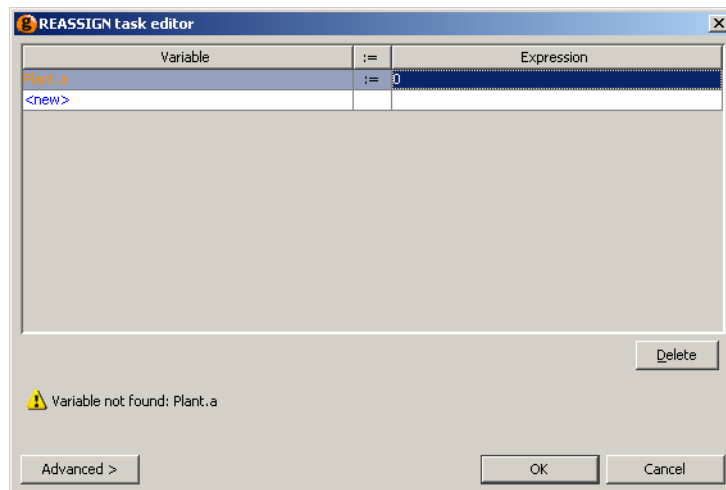 REASSIGN task editor
Variable := Expression
Plant.a := 0
<new>
Delete
Variable not found: Plant.a
Advanced > OK Cancel